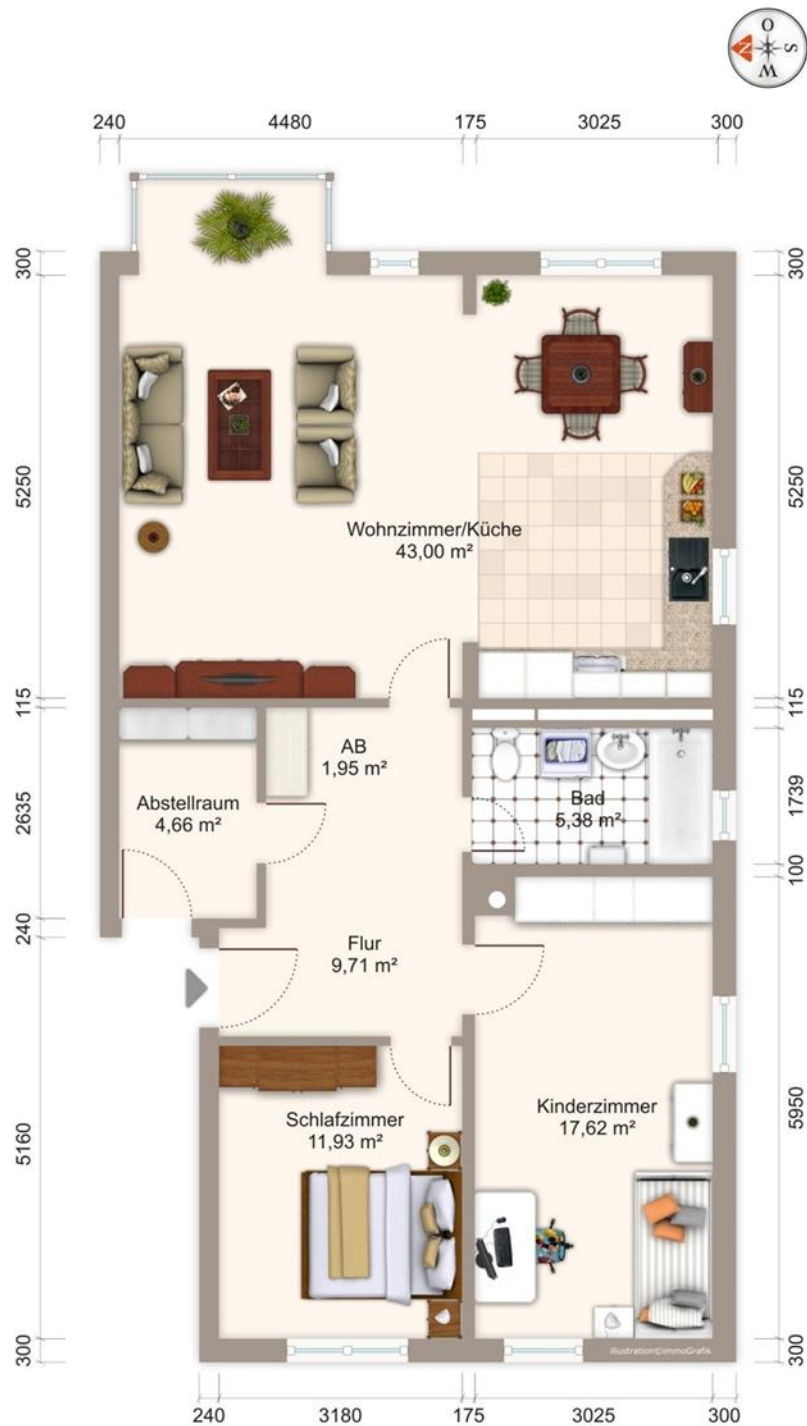 O
N
S
W
240
4480
175
3025
300
300
300
5250
5250
Wohnzimmer/Küche
43,00 m²
115
115
AB
1,95 m²
2635
Abstellraum
4,66 m²
Bad
5,38 m²
1739
100
240
Flur
9,71 m²
5160
Schlafzimmer
11,93 m²
Kinderzimmer
17,62 m²
5950
300
300
illustration©immoGrafik
240
3180
175
3025
300